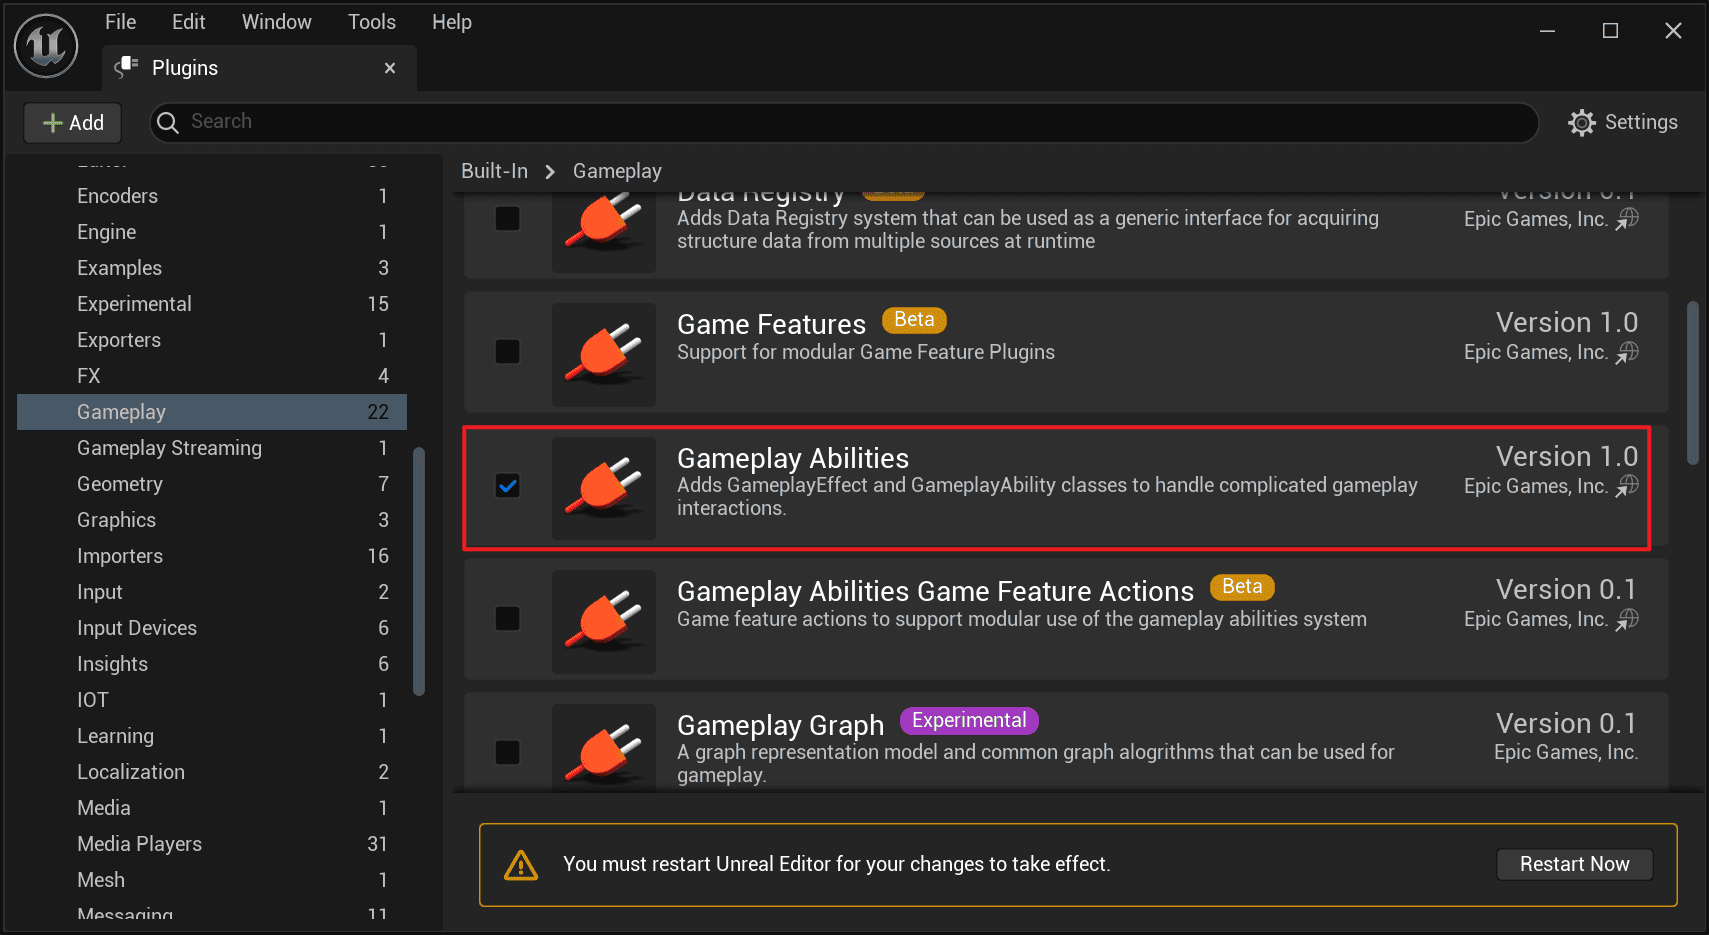 File Edit Window Tools Help
Plugins
Add
Search
Settings
Built-In > Gameplay
Editor
Encoders 1
Engine 1
Examples 3
Experimental 15
Exporters 1
FX 4
Gameplay 22
Gameplay Streaming 1
Geometry 7
Graphics 3
Importers 16
Input 2
Input Devices 6
Insights 6
IOT 1
Learning 1
Localization 2
Media 1
Media Players 31
Mesh 1
Messaging 11
Data Registry Beta
Version 0.1
Adds Data Registry system that can be used as a generic interface for acquiring
structure data from multiple sources at runtime
Epic Games, Inc.
Game Features Beta
Version 1.0
Support for modular Game Feature Plugins
Epic Games, Inc.
Gameplay Abilities
Version 1.0
Adds GameplayEffect and GameplayAbility classes to handle complicated gameplay
interactions.
Epic Games, Inc.
Gameplay Abilities Game Feature Actions Beta
Version 0.1
Game feature actions to support modular use of the gameplay abilities system
Epic Games, Inc.
Gameplay Graph Experimental
Version 0.1
A graph representation model and common graph alogrithms that can be used for
gameplay.
Epic Games, Inc.
You must restart Unreal Editor for your changes to take effect.
Restart Now